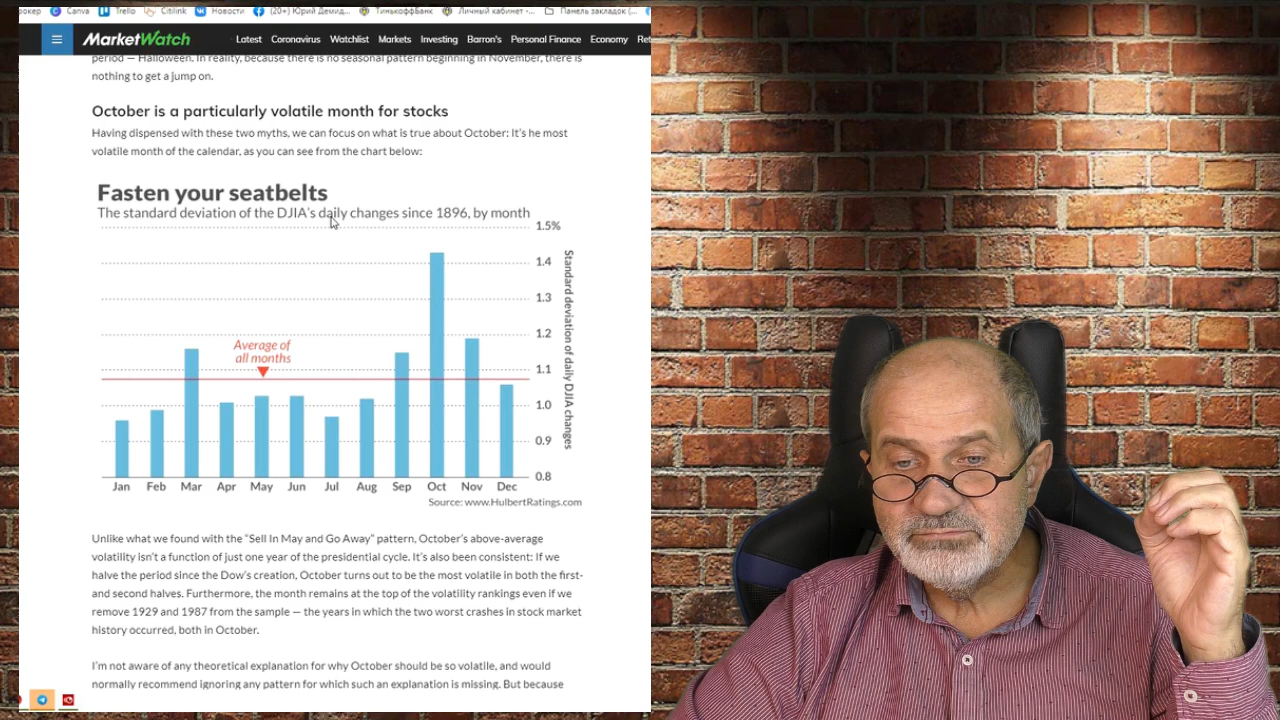 рокер Canva Trello Citilink Новости (20+) Юрий Демид... ТинькоффБанк Личный кабинет -... Панель закладок (...
MarketWatch Latest Coronavirus Watchlist Markets Investing Barron's Personal Finance Economy Ret
period — Halloween. In reality, because there is no seasonal pattern beginning in November, there is
nothing to get a jump on.
October is a particularly volatile month for stocks
Having dispensed with these two myths, we can focus on what is true about October: It's he most
volatile month of the calendar, as you can see from the chart below:
Fasten your seatbelts
The standard deviation of the DJIA's daily changes since 1896, by month
1.5%
1.4
1.3
1.2
1.1
1.0
0.9
0.8
Standard deviation of daily DJIA changes
Average of
all months
Jan Feb Mar Apr May Jun Jul Aug Sep Oct Nov Dec
Source: www.HulbertRatings.com
Unlike what we found with the “Sell In May and Go Away” pattern, October's above-average
volatility isn't a function of just one year of the presidential cycle. It's also been consistent: If we
halve the period since the Dow's creation, October turns out to be the most volatile in both the first-
and second halves. Furthermore, the month remains at the top of the volatility rankings even if we
remove 1929 and 1987 from the sample — the years in which the two worst crashes in stock market
history occurred, both in October.
I'm not aware of any theoretical explanation for why October should be so volatile, and would
normally recommend ignoring any pattern for which such an explanation is missing. But because